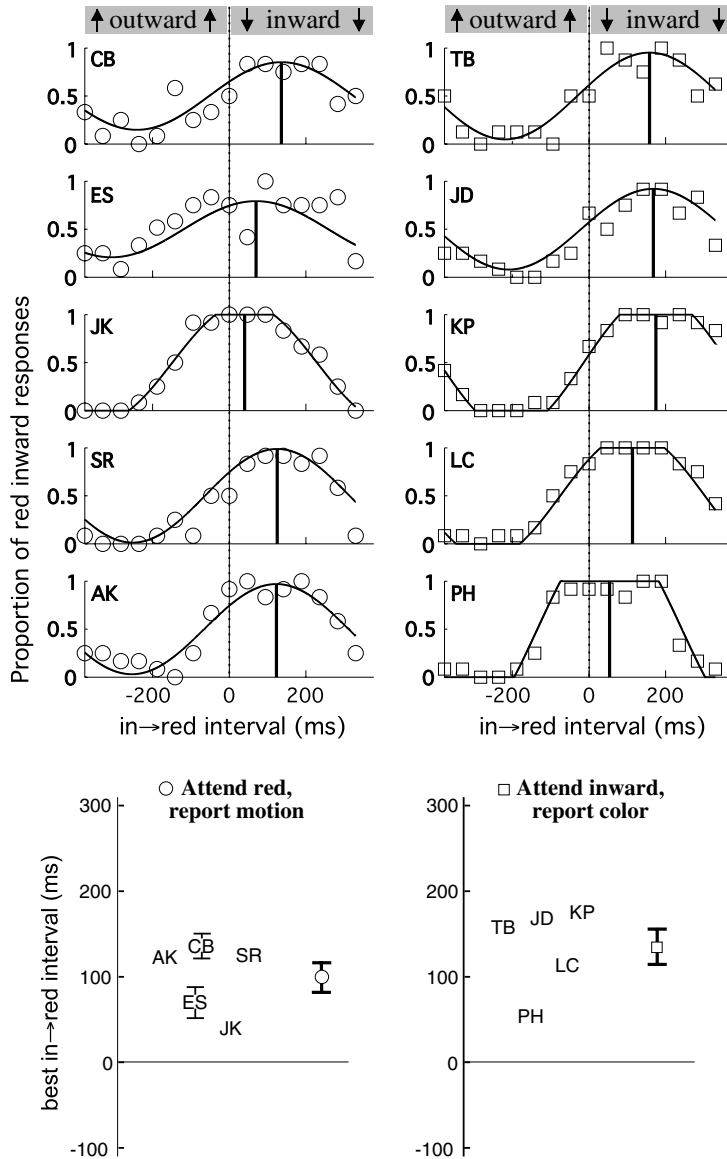 outward inward outward inward
CB
1
0.5
0
TB
1
0.5
0
ES
1
0.5
0
JD
1
0.5
0
JK
1
0.5
0
KP
1
0.5
0
SR
1
0.5
0
LC
1
0.5
0
AK
1
0.5
0
PH
1
0.5
0
Proportion of red inward responses
-200 0 200
in→red interval (ms)
-200 0 200
in→red interval (ms)
Attend red,
report motion
Attend inward,
report color
best in→red interval (ms)
300
200
100
0
-100
AK
CB
SR
ES
JK
300
200
100
0
-100
TB
JD
KP
LC
PH